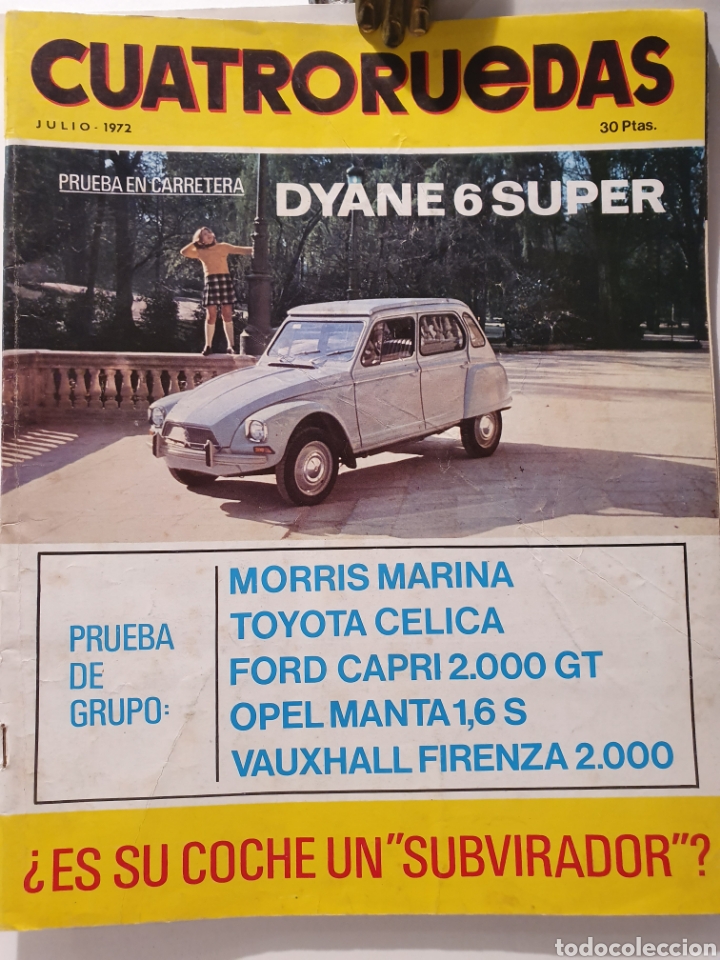 CUATRORUEDAS
JULIO - 1972
30 Ptas.
PRUEBA EN CARRETERA
DYANE 6 SUPER
PRUEBA
DE
GRUPO:
MORRIS MARINA
TOYOTA CELICA
FORD CAPRI 2.000 GT
OPEL MANTA 1,6 S
VAUXHALL FIRENZA 2.000
¿ES SU COCHE UN "SUBVIRADOR"?
todocoleccion